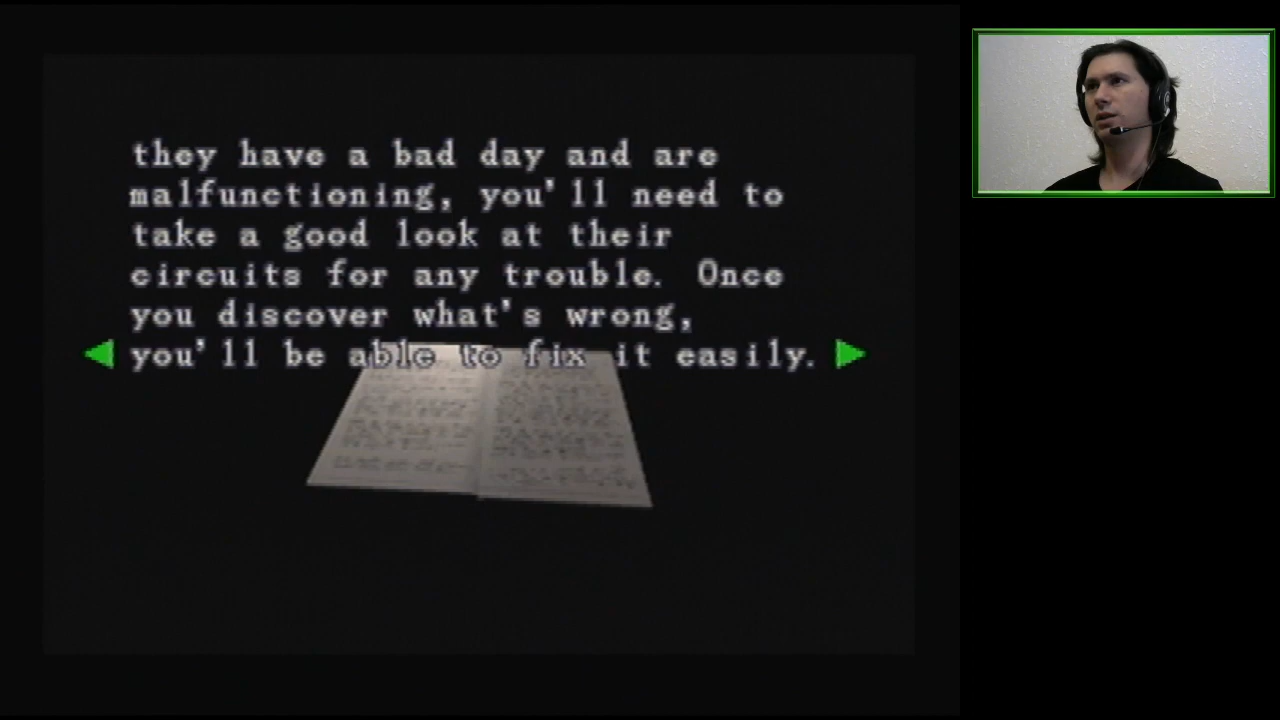 they have a bad day and are
malfunctioning, you'll need to
take a good look at their
circuits for any trouble. Once
you discover what's wrong,
you'll be able to fix it easily.